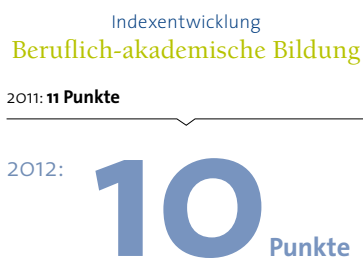 Indexentwicklung
Beruflich-akademische Bildung
2011: 11 Punkte
2012: 10 Punkte